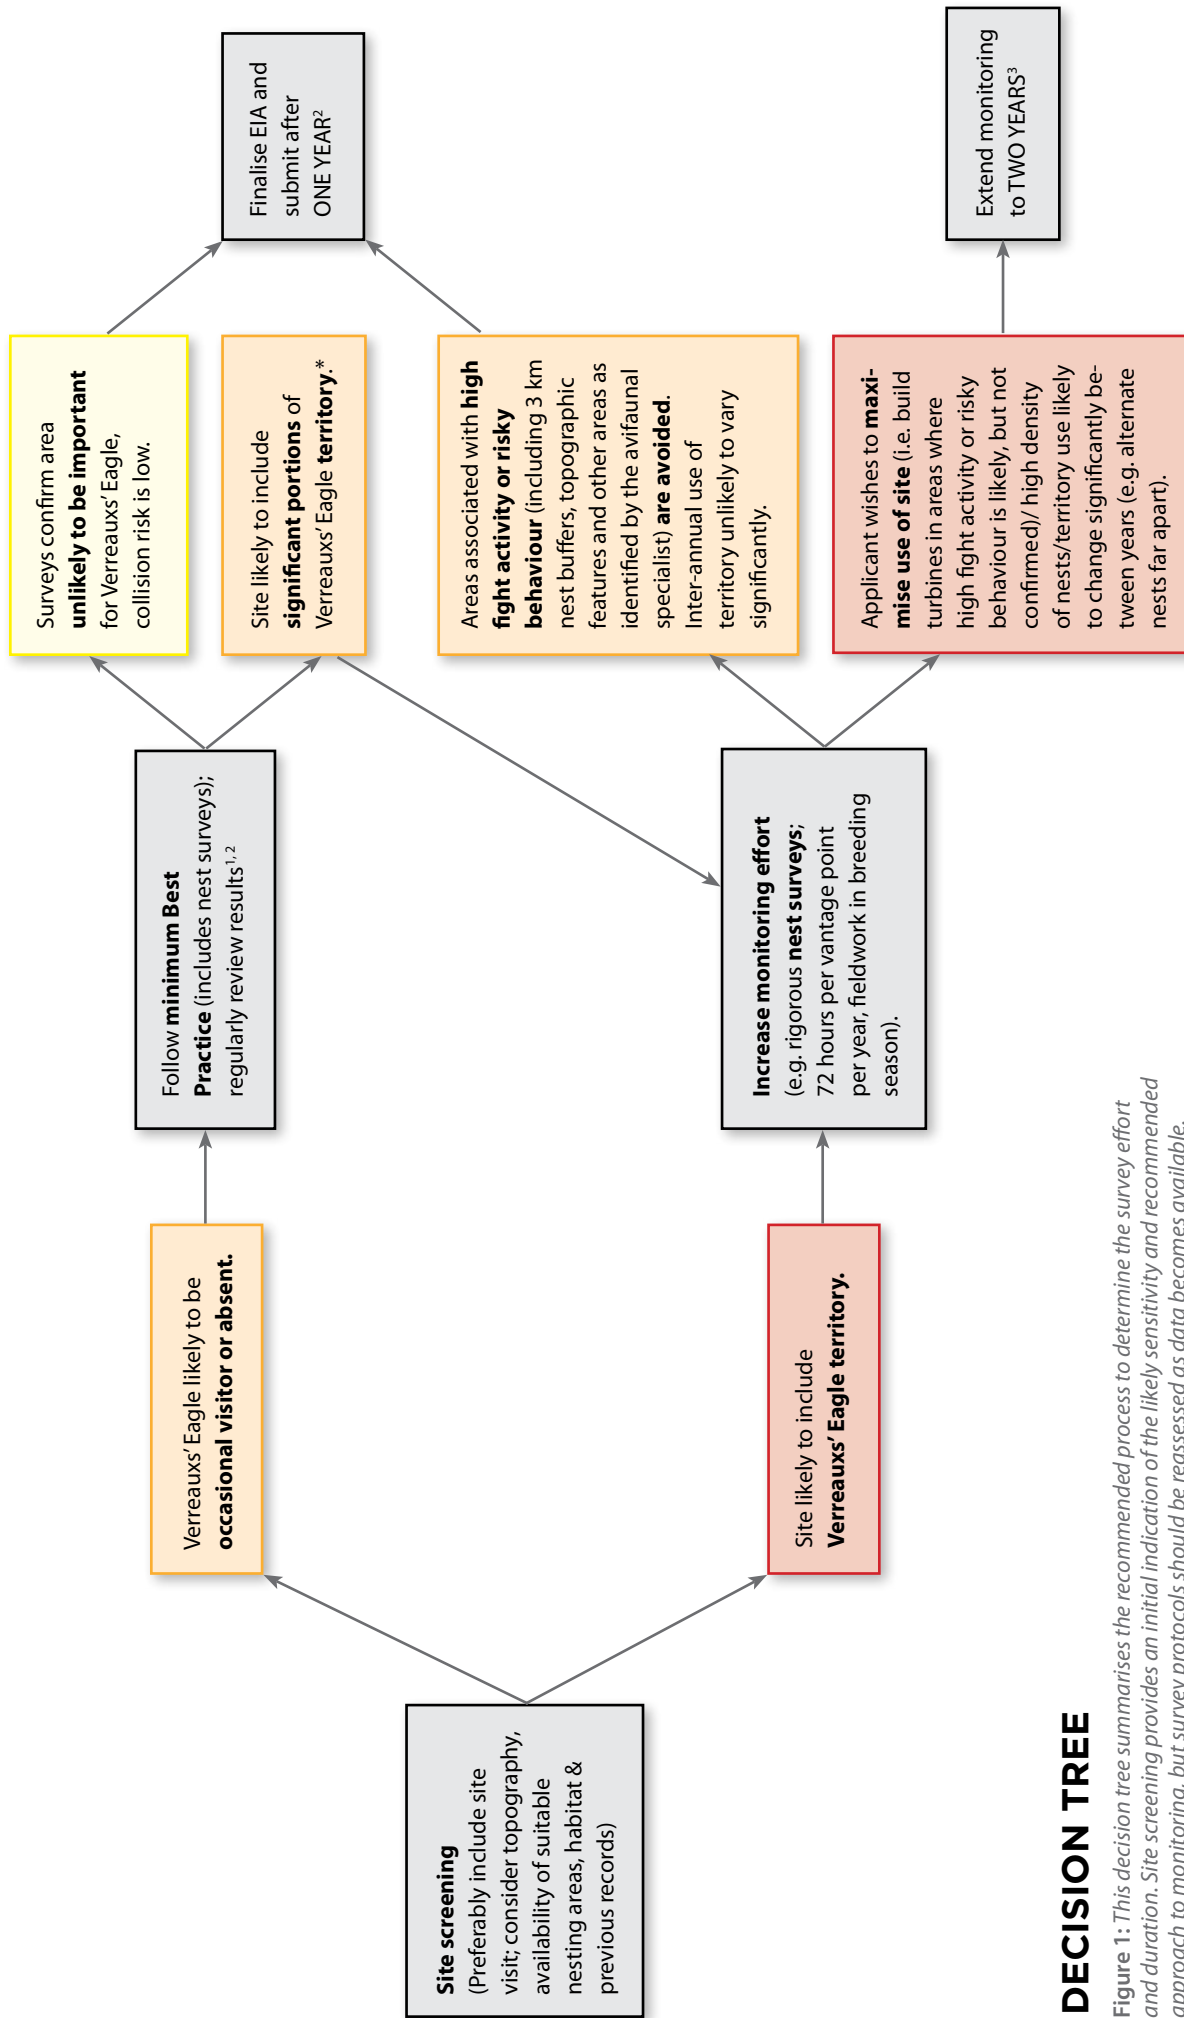 Site screening
(Preferably include site
visit; consider topography,
availability of suitable
nesting areas, habitat &
previous records)
Verreauxs’ Eagle likely to be
occasional visitor or absent.
Site likely to include
Verreauxs’ Eagle territory.
Follow minimum Best
Practice (includes nest surveys);
regularly review results1, 2
Increase monitoring effort
(e.g. rigorous nest surveys;
72 hours per vantage point
per year, fieldwork in breeding
season).
Surveys confirm area
unlikely to be important
for Verreauxs’ Eagle,
collision risk is low.
Site likely to include
significant portions of
Verreauxs’ Eagle territory.*
Areas associated with high
fight activity or risky
behaviour (including 3 km
nest buffers, topographic
features and other areas as
identified by the avifaunal
specialist) are avoided.
Inter-annual use of
territory unlikely to vary
significantly.
Applicant wishes to maxi-
mise use of site (i.e. build
turbines in areas where
high fight activity or risky
behaviour is likely, but not
confirmed)/ high density
of nests/territory use likely
to change significantly be-
tween years (e.g. alternate
nests far apart).
Finalise EIA and
submit after
ONE YEAR2
Extend monitoring
to TWO YEARS3
DECISION TREE
Figure 1: This decision tree summarises the recommended process to determine the survey effort
and duration. Site screening provides an initial indication of the likely sensitivity and recommended
approach to monitoring, but survey protocols should be reassessed as data becomes available.